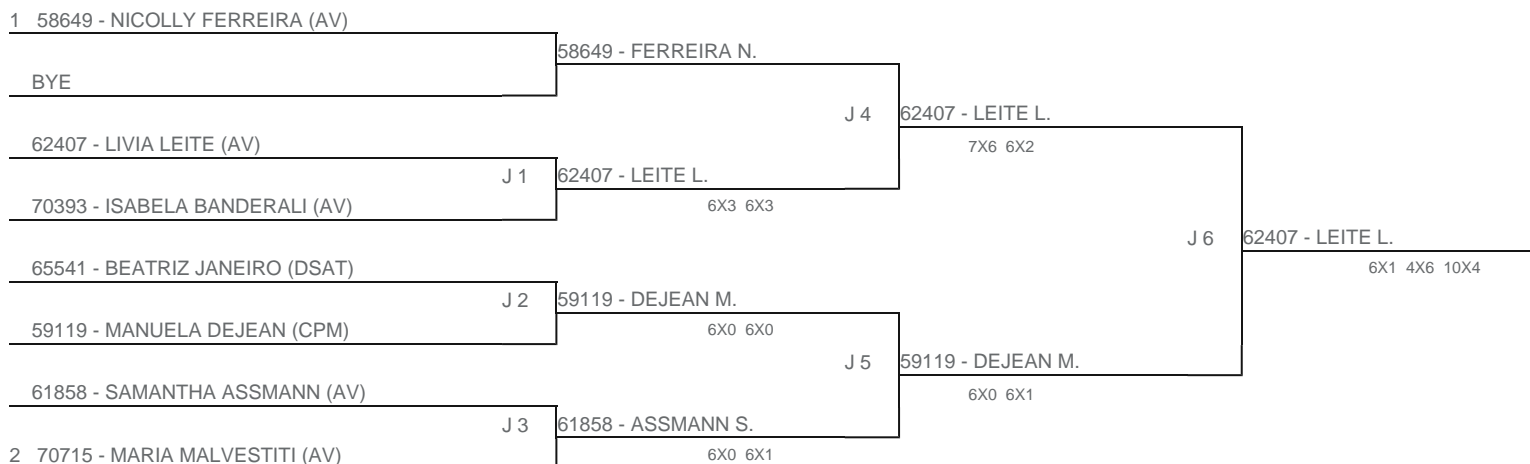 1 58649 - NICOLLY FERREIRA (AV)
58649 - FERREIRA N.
BYE
J 4 62407 - LEITE L.
7X6 6X2
62407 - LIVIA LEITE (AV)
J 1 62407 - LEITE L.
6X3 6X3
70393 - ISABELA BANDERALI (AV)
J 6 62407 - LEITE L.
6X1 4X6 10X4
65541 - BEATRIZ JANEIRO (DSAT)
J 2 59119 - DEJEAN M.
6X0 6X0
59119 - MANUELA DEJEAN (CPM)
J 5 59119 - DEJEAN M.
6X0 6X1
61858 - SAMANTHA ASSMANN (AV)
J 3 61858 - ASSMANN S.
6X0 6X1
2 70715 - MARIA MALVESTITI (AV)